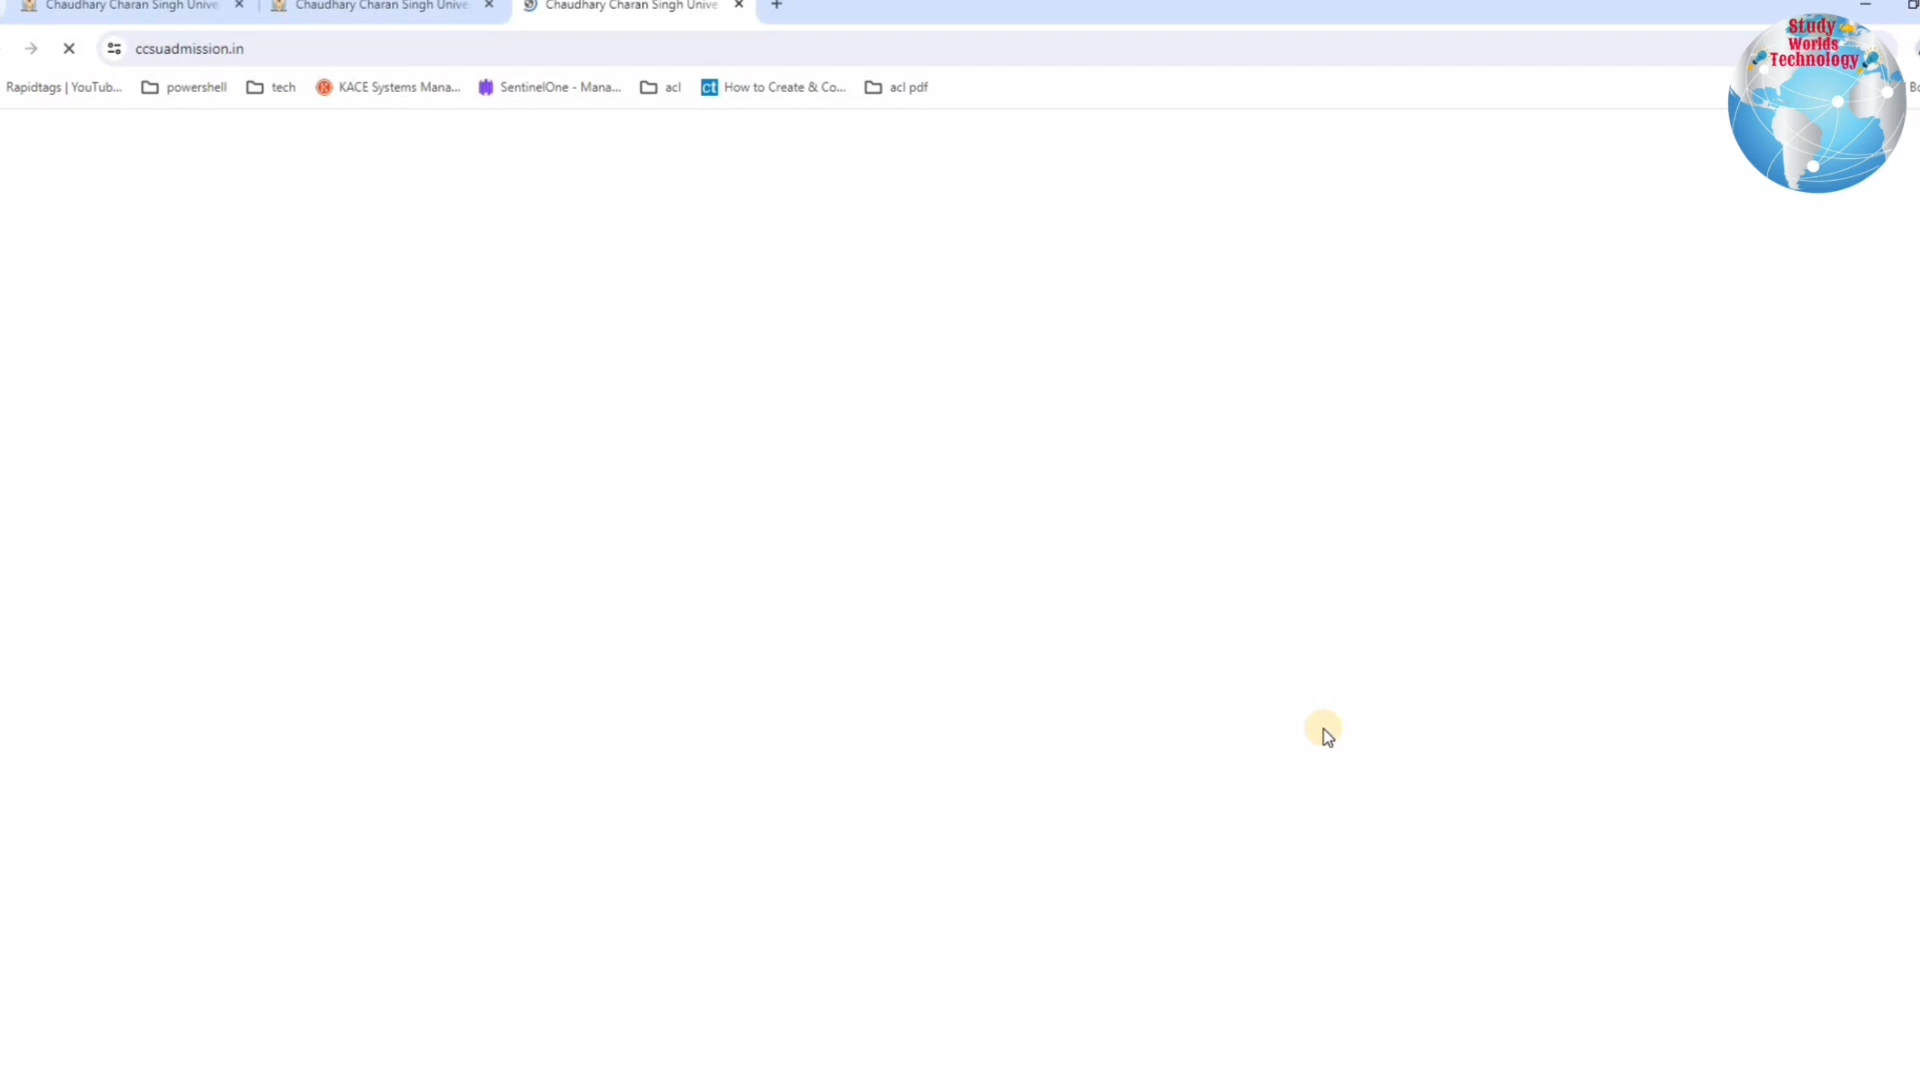 Chaudhary Charan Singh Unive
Chaudhary Charan Singh Unive
Chaudhary Charan Singh Unive
ccsuadmission.in
Rapidtags | YouTub...
powershell
tech
KACE Systems Mana...
SentinelOne - Mana...
acl
ct
How to Create & Co...
acl pdf
Study
Worlds
Technology